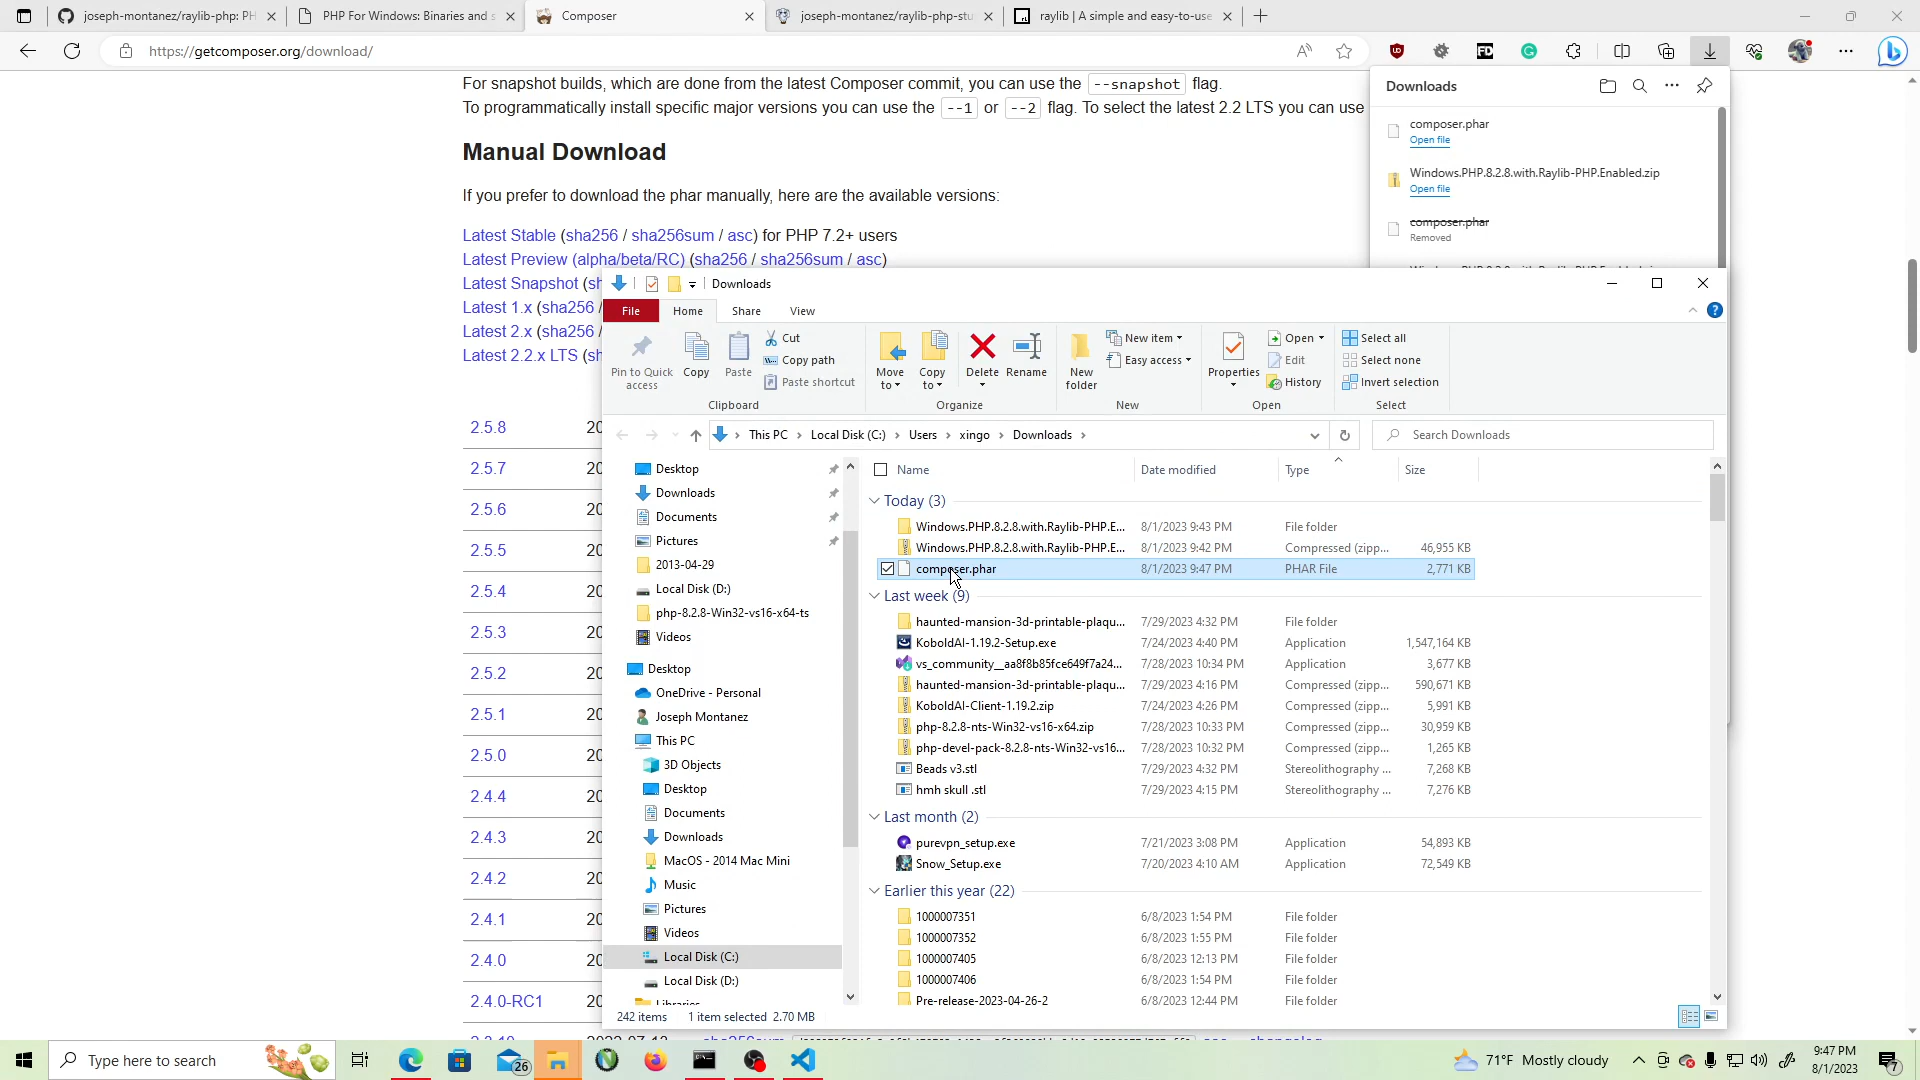 joseph-montanez/raylib-php: PH
PHP For Windows: Binaries and s
Composer
joseph-montanez/raylib-php-stu
raylib | A simple and easy-to-use
https://getcomposer.org/download/
For snapshot builds, which are done from the latest Composer commit, you can use the --snapshot flag.
To programmatically install specific major versions you can use the --1 or --2 flag. To select the latest 2.2 LTS you can use
Manual Download
If you prefer to download the phar manually, here are the available versions:
Latest Stable (sha256 / sha256sum / asc) for PHP 7.2+ users
Latest Preview (alpha/beta/RC) (sha256 / sha256sum / asc)
Latest Snapshot (sh
Latest 1.x (sha256 /
Latest 2.x (sha256 /
Latest 2.2.x LTS (sh
2.5.8 20
2.5.7 20
2.5.6 20
2.5.5 20
2.5.4 20
2.5.3 20
2.5.2 20
2.5.1 20
2.5.0 20
2.4.4 20
2.4.3 20
2.4.2 20
2.4.1 20
2.4.0 20
2.4.0-RC1 20
Downloads
composer.phar
Open file
Windows.PHP.8.2.8.with.Raylib-PHP.Enabled.zip
Open file
composer.phar
Removed
Downloads
File Home Share View
Pin to Quick access
Copy
Paste
Cut
Copy path
Paste shortcut
Clipboard
Move to
Copy to
Delete
Rename
Organize
New folder
New item
Easy access
New
Properties
Open
Edit
History
Open
Select all
Select none
Invert selection
Select
This PC > Local Disk (C:) > Users > xingo > Downloads >
Search Downloads
Desktop
Downloads
Documents
Pictures
2013-04-29
Local Disk (D:)
php-8.2.8-Win32-vs16-x64-ts
Videos
Desktop
OneDrive - Personal
Joseph Montanez
This PC
3D Objects
Desktop
Documents
Downloads
MacOS - 2014 Mac Mini
Music
Pictures
Videos
Local Disk (C:)
Local Disk (D:)
Libraries
Name Date modified Type Size
Today (3)
Windows.PHP.8.2.8.with.Raylib-PHP.E... 8/1/2023 9:43 PM File folder
Windows.PHP.8.2.8.with.Raylib-PHP.E... 8/1/2023 9:42 PM Compressed (zipp... 46,955 KB
composer.phar 8/1/2023 9:47 PM PHAR File 2,771 KB
Last week (9)
haunted-mansion-3d-printable-plaqu... 7/29/2023 4:32 PM File folder
KoboldAI-1.19.2-Setup.exe 7/24/2023 4:40 PM Application 1,547,164 KB
vs_community__aa8f8b85fce649f7a24... 7/28/2023 10:34 PM Application 3,677 KB
haunted-mansion-3d-printable-plaqu... 7/29/2023 4:16 PM Compressed (zipp... 590,671 KB
KoboldAI-Client-1.19.2.zip 7/24/2023 4:26 PM Compressed (zipp... 5,991 KB
php-8.2.8-nts-Win32-vs16-x64.zip 7/28/2023 10:33 PM Compressed (zipp... 30,959 KB
php-devel-pack-8.2.8-nts-Win32-vs16... 7/28/2023 10:32 PM Compressed (zipp... 1,265 KB
Beads v3.stl 7/29/2023 4:32 PM Stereolithography ... 7,268 KB
hmh skull .stl 7/29/2023 4:15 PM Stereolithography ... 7,276 KB
Last month (2)
purevpn_setup.exe 7/21/2023 3:08 PM Application 54,893 KB
Snow_Setup.exe 7/20/2023 4:10 AM Application 72,549 KB
Earlier this year (22)
1000007351 6/8/2023 1:54 PM File folder
1000007352 6/8/2023 1:55 PM File folder
1000007405 6/8/2023 12:13 PM File folder
1000007406 6/8/2023 1:54 PM File folder
Pre-release-2023-04-26-2 6/8/2023 12:44 PM File folder
242 items 1 item selected 2.70 MB
Type here to search
26
71°F Mostly cloudy
9:47 PM
8/1/2023
7